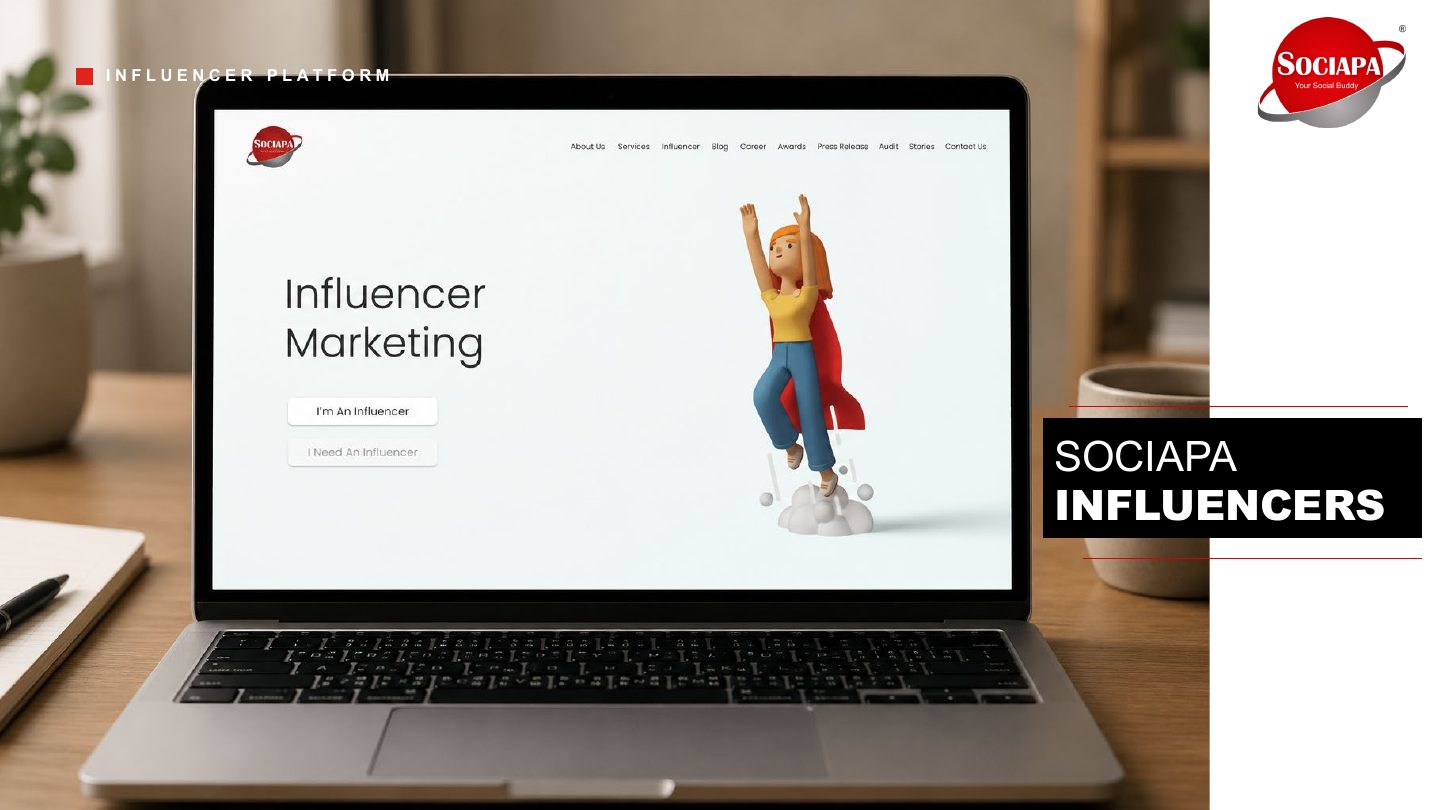 INFLUENCER PLATFORM
SOCIAPA
Your Social Buddy
®
SOCIAPA
About Us Services Influencer Blog Career Awards Press Release Audit Stories Contact Us
Influencer
Marketing
I'm An Influencer
I Need An Influencer
SOCIAPA
INFLUENCERS